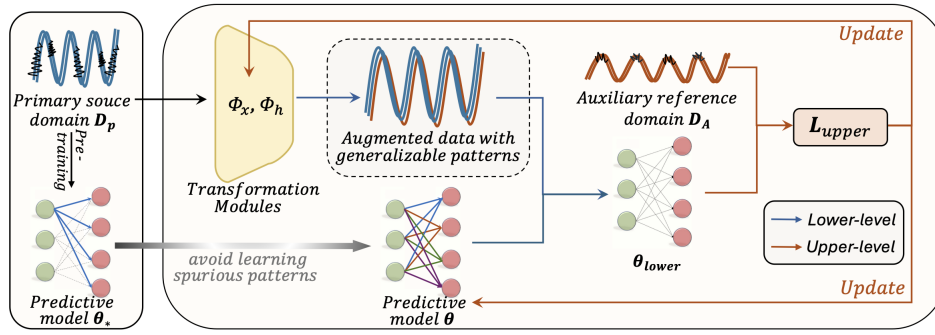 Primary souce
domain D_p
Pre-
training
Predictive
model θ_*
Φ_x, Φ_h
Transformation
Modules
Augmented data with
generalizable patterns
avoid learning
spurious patterns
Predictive
model θ
Auxiliary reference
domain D_A
θ_lower
Update
L_upper
Lower-level
Upper-level
Update